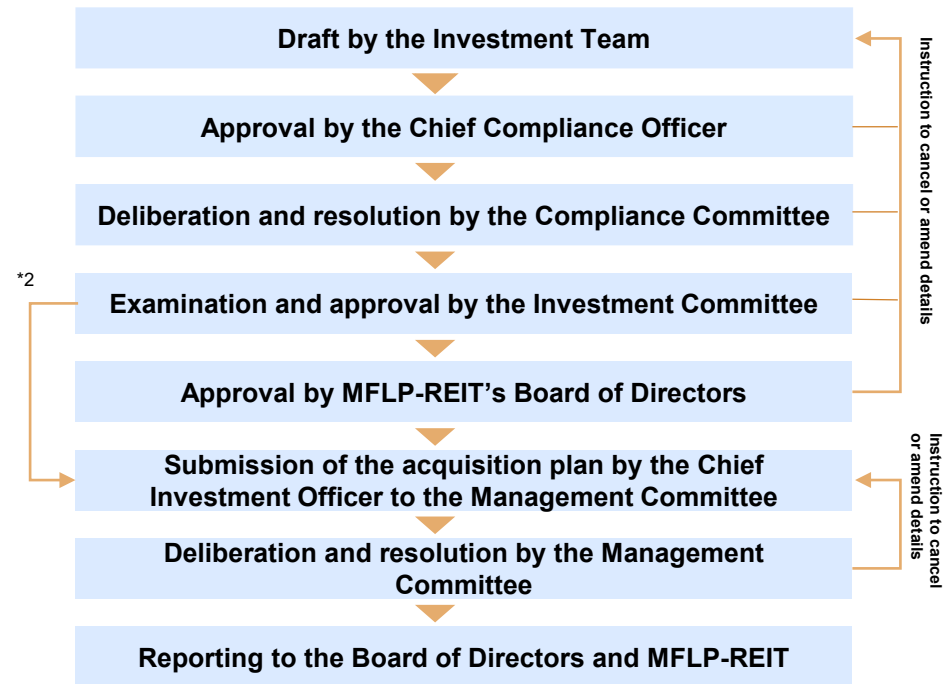 Draft by the Investment Team
Approval by the Chief Compliance Officer
Deliberation and resolution by the Compliance Committee
*2
Examination and approval by the Investment Committee
Approval by MFLP-REIT’s Board of Directors
Submission of the acquisition plan by the Chief
Investment Officer to the Management Committee
Deliberation and resolution by the Management
Committee
Reporting to the Board of Directors and MFLP-REIT
Instruction to cancel or amend details
Instruction to cancel
or amend details